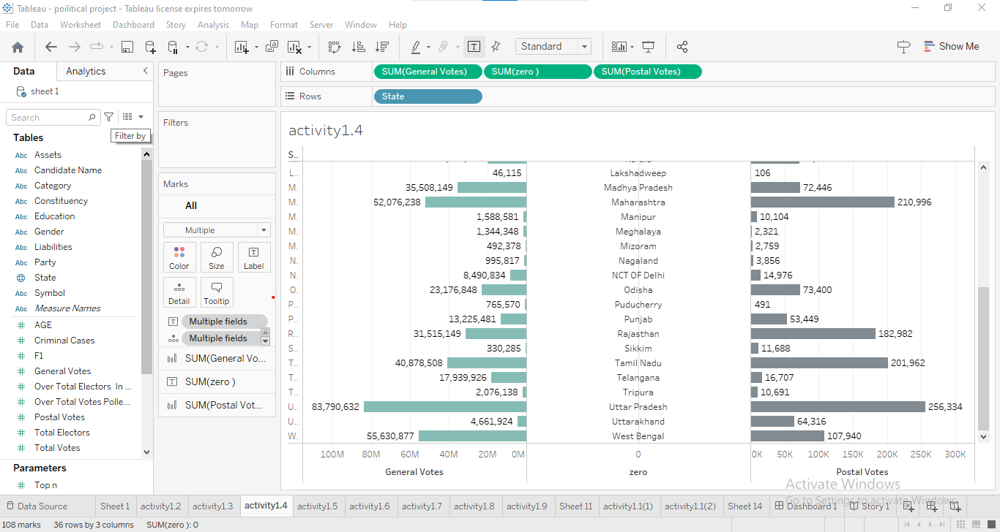 Tableau - poilitical project - Tableau license expires tomorrow
File Data Worksheet Dashboard Story Analysis Map Format Server Window Help
Standard
Show Me
Data Analytics
sheet 1
Search
Filter by
Tables
Abc Assets
Abc Candidate Name
Abc Category
Abc Constituency
Abc Education
Abc Gender
Abc Liabilities
Abc Party
State
Abc Symbol
Abc Measure Names
# AGE
# Criminal Cases
# F1
# General Votes
# Over Total Electors In ...
# Over Total Votes Polle...
# Postal Votes
# Total Electors
# Total Votes
Parameters
# Top n
Pages
Filters
Marks
All
Multiple
Color Size Label
Detail Tooltip
Multiple fields
Multiple fields
SUM(General Vo...
SUM(zero )
SUM(Postal Vot...
Columns SUM(General Votes) SUM(zero ) SUM(Postal Votes)
Rows State
activity1.4
S..
L.. 46,115 Lakshadweep 106
M. 35,508,149 Madhya Pradesh 72,446
M. 52,076,238 Maharashtra 210,996
M. 1,588,581 Manipur 10,104
M. 1,344,348 Meghalaya 2,321
M. 492,378 Mizoram 2,759
N. 995,817 Nagaland 3,856
N. 8,490,834 NCT OF Delhi 14,976
O. 23,176,848 Odisha 73,400
P.. 765,570 Puducherry 491
P.. 13,225,481 Punjab 53,449
R.. 31,515,149 Rajasthan 182,982
S.. 330,285 Sikkim 11,688
T.. 40,878,508 Tamil Nadu 201,962
T.. 17,939,926 Telangana 16,707
T.. 2,076,138 Tripura 10,691
U.. 83,790,632 Uttar Pradesh 256,334
U.. 4,661,924 Uttarakhand 64,316
W. 55,630,877 West Bengal 107,940
100M 80M 60M 40M 20M 0M 0 0K 50K 100K 150K 200K 250K 300K
General Votes zero Postal Votes
Activate Windows
Go to Settings to activate Windows.
Data Source Sheet 1 activity1.2 activity1.3 activity1.4 activity1.5 activity1.6 activity1.7 activity1.8 activity1.9 Sheet 11 activity1.1(1) activity1.1(2) Sheet 14 Dashboard 1 Story 1
108 marks 36 rows by 3 columns SUM(zero ): 0